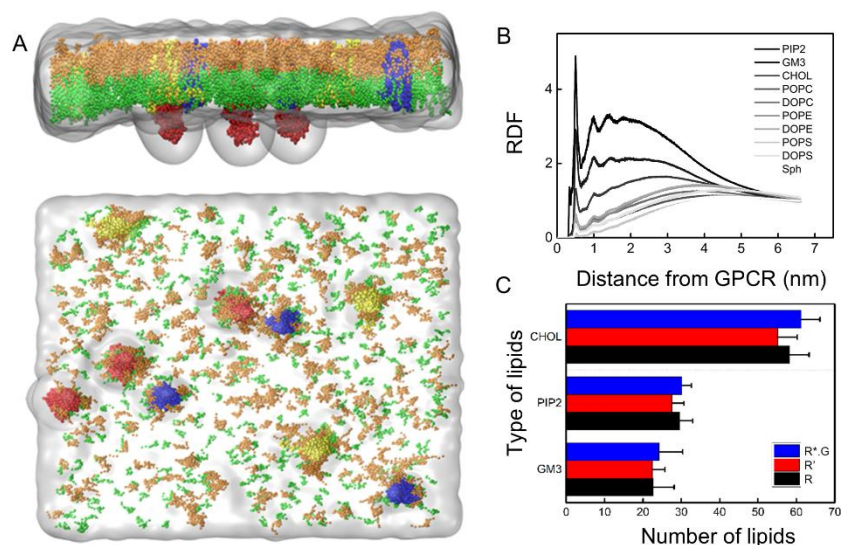 A
B
RDF
4
2
0
PIP2
GM3
CHOL
POPC
DOPC
POPE
DOPE
POPS
DOPS
Sph
0 1 2 3 4 5 6 7
Distance from GPCR (nm)
C
Type of lipids
CHOL
PIP2
GM3
R*.G
R'
R
0 10 20 30 40 50 60 70
Number of lipids